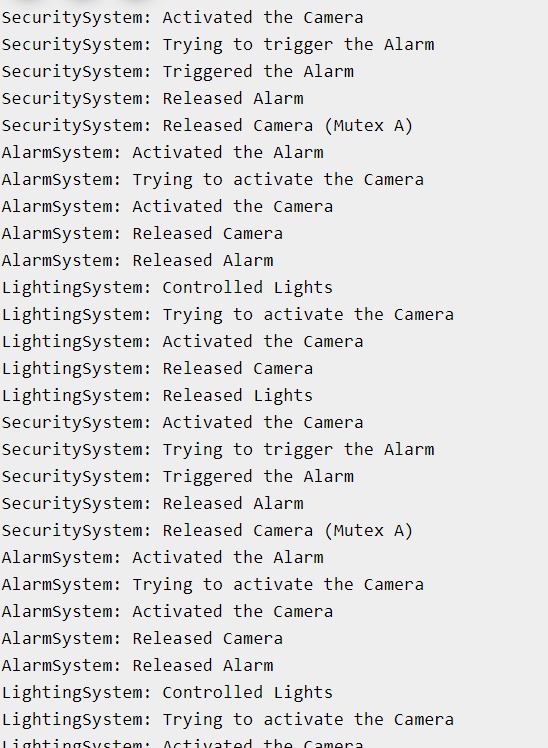 SecuritySystem: Activated the Camera
SecuritySystem: Trying to trigger the Alarm
SecuritySystem: Triggered the Alarm
SecuritySystem: Released Alarm
SecuritySystem: Released Camera (Mutex A)
AlarmSystem: Activated the Alarm
AlarmSystem: Trying to activate the Camera
AlarmSystem: Activated the Camera
AlarmSystem: Released Camera
AlarmSystem: Released Alarm
LightingSystem: Controlled Lights
LightingSystem: Trying to activate the Camera
LightingSystem: Activated the Camera
LightingSystem: Released Camera
LightingSystem: Released Lights
SecuritySystem: Activated the Camera
SecuritySystem: Trying to trigger the Alarm
SecuritySystem: Triggered the Alarm
SecuritySystem: Released Alarm
SecuritySystem: Released Camera (Mutex A)
AlarmSystem: Activated the Alarm
AlarmSystem: Trying to activate the Camera
AlarmSystem: Activated the Camera
AlarmSystem: Released Camera
AlarmSystem: Released Alarm
LightingSystem: Controlled Lights
LightingSystem: Trying to activate the Camera
LightingSystem: Activated the Camera